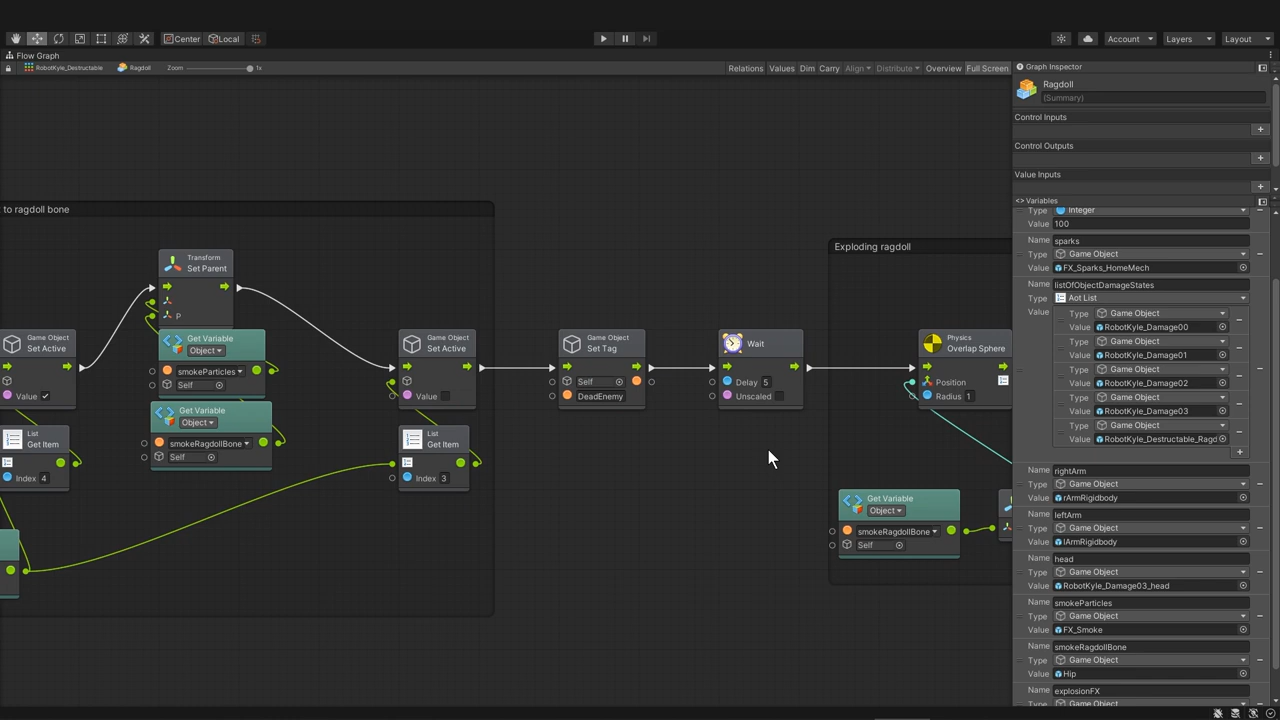 Center Local Account Layers Layout
Flow Graph
RobotKyle_Destructable Ragdoll Zoom 1x Relations Values Dim Carry Align Distribute Overview Full Screen
to ragdoll bone
Game Object
Set Active
Value
List
Get Item
Index 4
Transform
Set Parent
P
Get Variable
Object
smokeParticles
Self
Get Variable
Object
smokeRagdollBone
Self
Game Object
Set Active
Value
List
Get Item
Index 3
Game Object
Set Tag
Self
DeadEnemy
Wait
Delay 5
Unscaled
Exploding ragdoll
Physics
Overlap Sphere
Position
Radius 1
Get Variable
Object
smokeRagdollBone
Self
Graph Inspector
Ragdoll
(Summary)
Control Inputs
Control Outputs
Value Inputs
<> Variables
Type Integer
Value 100
Name sparks
Type Game Object
Value FX_Sparks_HomeMech
Name listOfObjectDamageStates
Type Aot List
Value Type Game Object
Value RobotKyle_Damage00
Type Game Object
Value RobotKyle_Damage01
Type Game Object
Value RobotKyle_Damage02
Type Game Object
Value RobotKyle_Damage03
Type Game Object
Value RobotKyle_Destructable_Ragd
Name rightArm
Type Game Object
Value rArmRigidbody
Name leftArm
Type Game Object
Value lArmRigidbody
Name head
Type Game Object
Value RobotKyle_Damage03_head
Name smokeParticles
Type Game Object
Value FX_Smoke
Name smokeRagdollBone
Type Game Object
Value Hip
Name explosionFX
Type Game Object